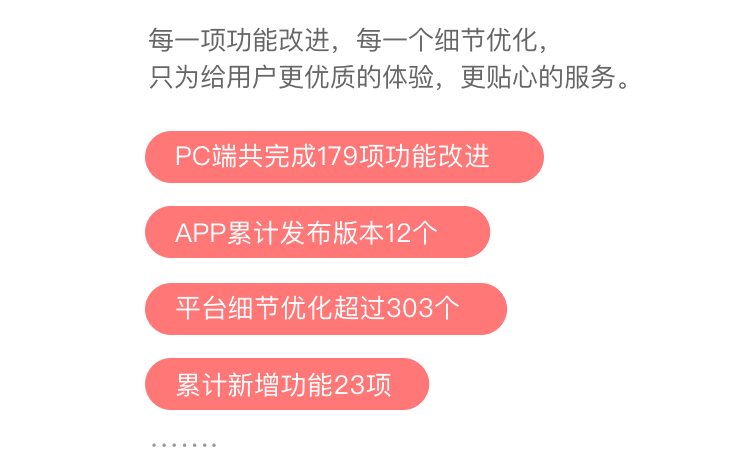 每一项功能改进，每一个细节优化，
只为给用户更优质的体验，更贴心的服务。
PC端共完成179项功能改进
APP累计发布版本12个
平台细节优化超过303个
累计新增功能23项
·······